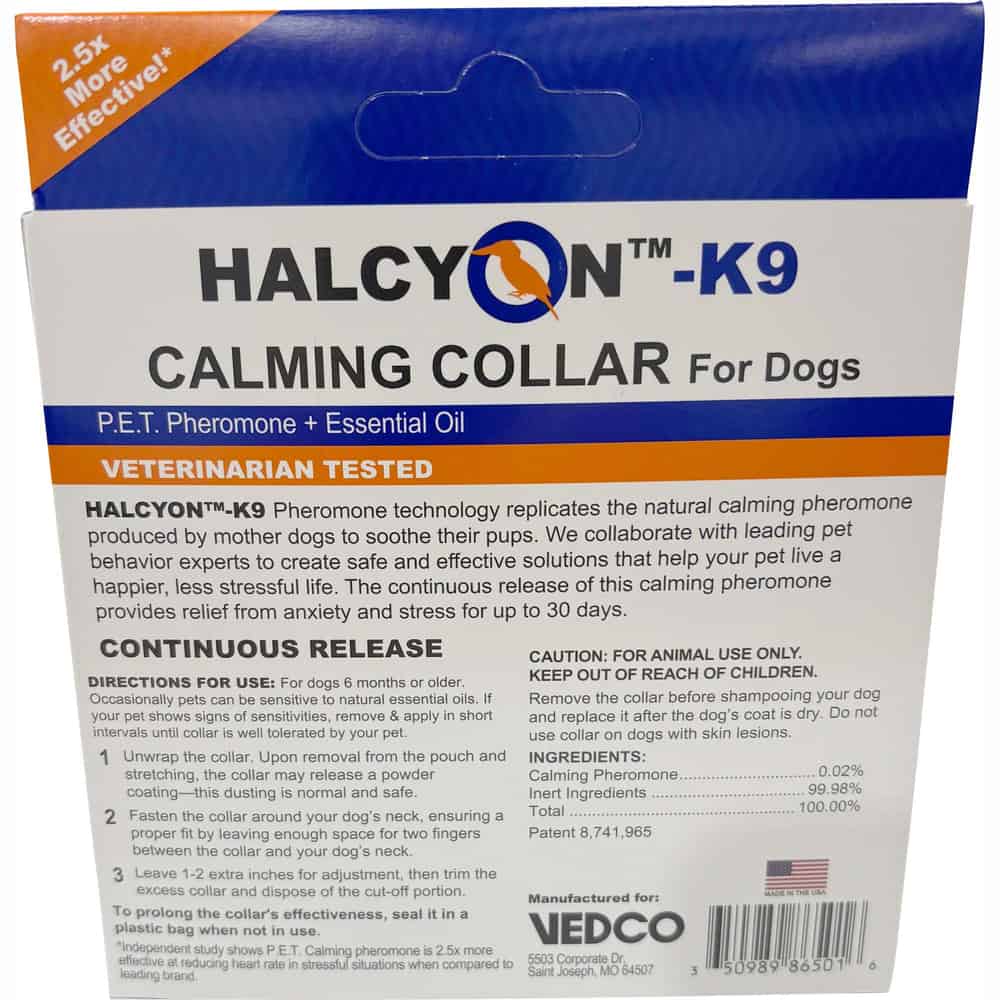 2.5x
More
Effective!*
HALCYON™-K9
CALMING COLLAR For Dogs
P.E.T. Pheromone + Essential Oil
VETERINARIAN TESTED
HALCYON™-K9 Pheromone technology replicates the natural calming pheromone
produced by mother dogs to soothe their pups. We collaborate with leading pet
behavior experts to create safe and effective solutions that help your pet live a
happier, less stressful life. The continuous release of this calming pheromone
provides relief from anxiety and stress for up to 30 days.
CONTINUOUS RELEASE
DIRECTIONS FOR USE: For dogs 6 months or older.
Occasionally pets can be sensitive to natural essential oils. If
your pet shows signs of sensitivities, remove & apply in short
intervals until collar is well tolerated by your pet.
1 Unwrap the collar. Upon removal from the pouch and
stretching, the collar may release a powder
coating—this dusting is normal and safe.
2 Fasten the collar around your dog's neck, ensuring a
proper fit by leaving enough space for two fingers
between the collar and your dog's neck.
3 Leave 1-2 extra inches for adjustment, then trim the
excess collar and dispose of the cut-off portion.
To prolong the collar's effectiveness, seal it in a
plastic bag when not in use.
*Independent study shows P.E.T. Calming pheromone is 2.5x more
effective at reducing heart rate in stressful situations when compared to
leading brand.
CAUTION: FOR ANIMAL USE ONLY.
KEEP OUT OF REACH OF CHILDREN.
Remove the collar before shampooing your dog
and replace it after the dog's coat is dry. Do not
use collar on dogs with skin lesions.
INGREDIENTS:
Calming Pheromone............................0.02%
Inert Ingredients ................................99.98%
Total ................................................100.00%
Patent 8,741,965
MADE IN THE USA
Manufactured for:
VEDCO
5503 Corporate Dr.
Saint Joseph, MO 64507
3 50989 86501 6